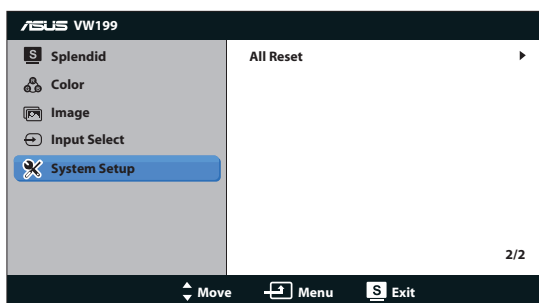 ASUS VW199
S Splendid
Color
Image
Input Select
System Setup
All Reset
2/2
Move Menu S Exit